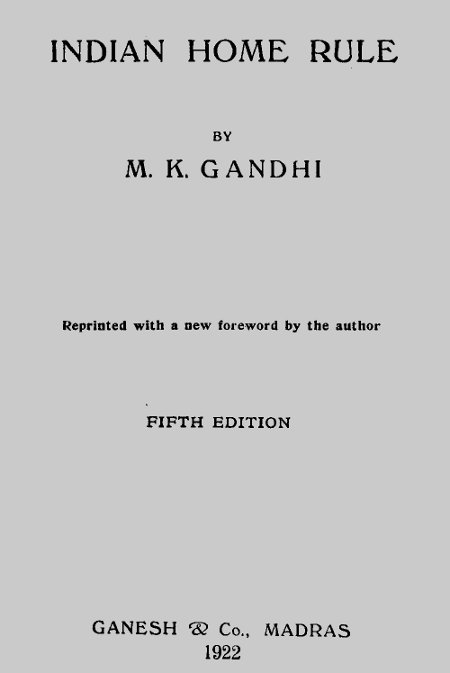 INDIAN HOME RULE
BY
M. K. GANDHI
Reprinted with a new foreword by the author
FIFTH EDITION
GANESH & Co., MADRAS
1922